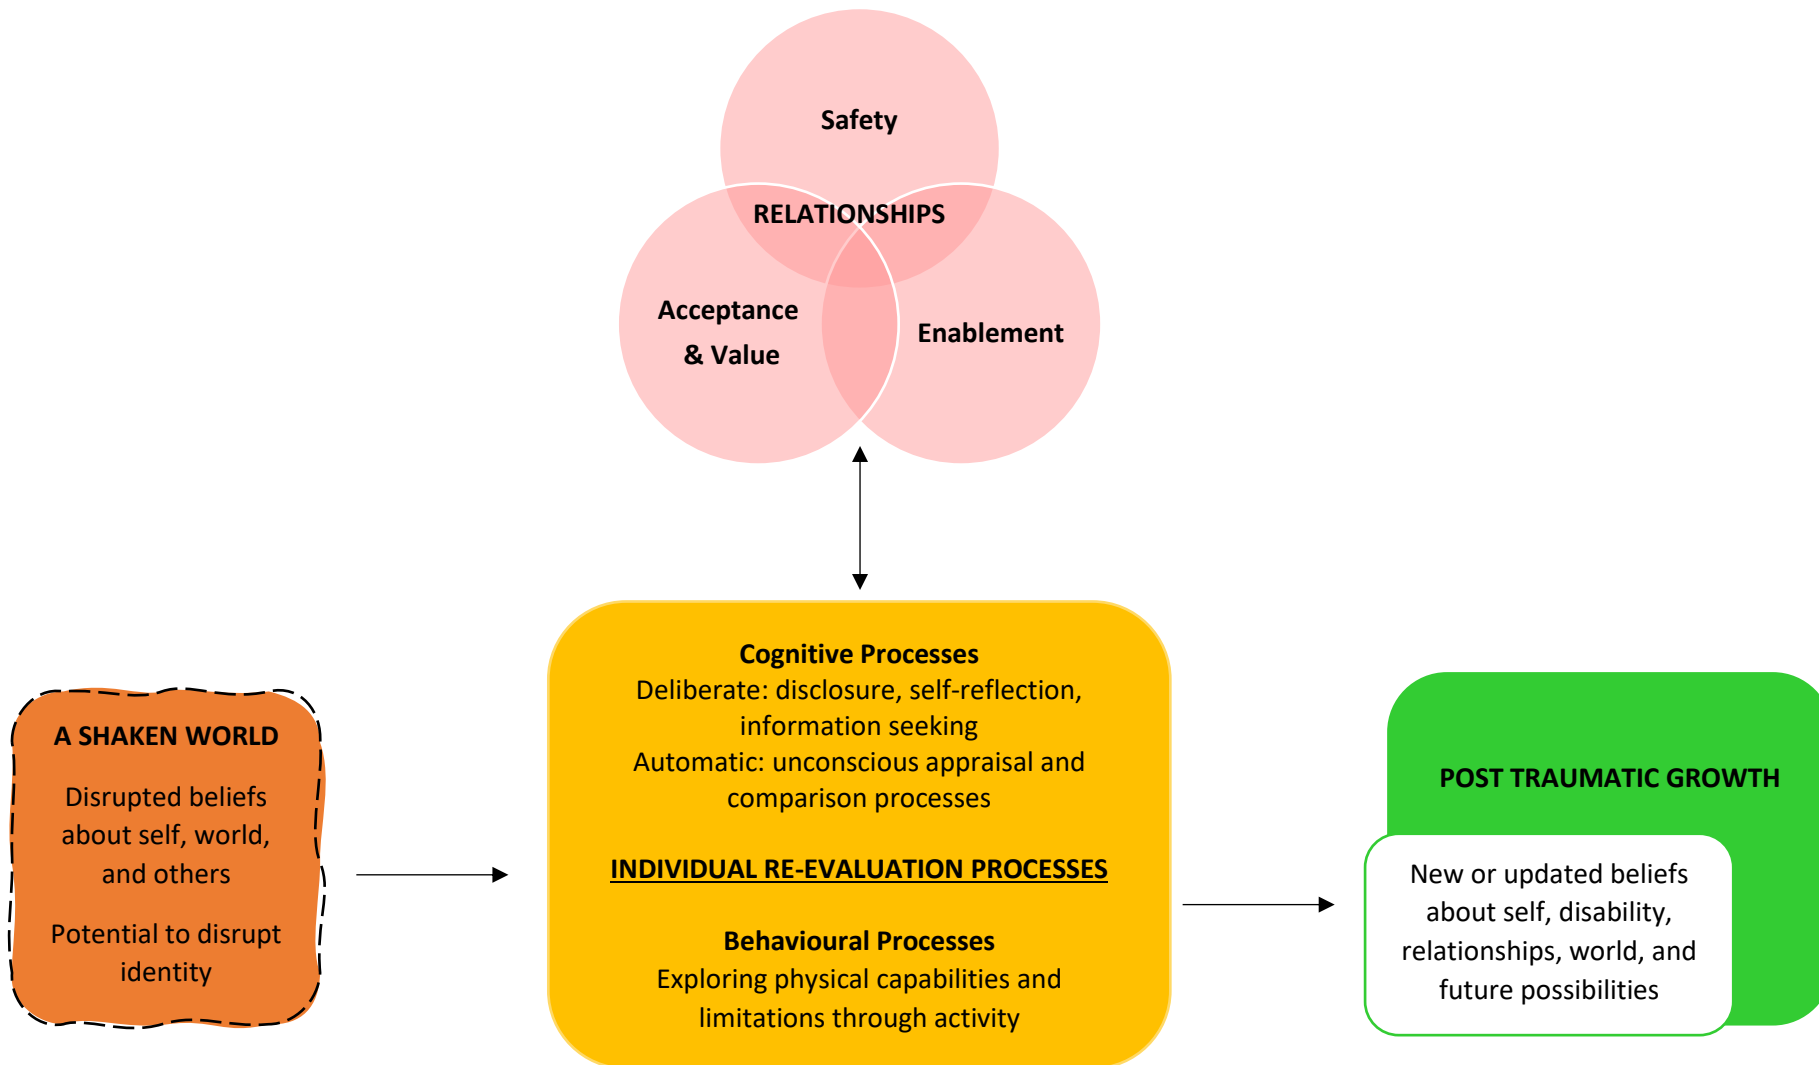 Safety
RELATIONSHIPS
Acceptance
& Value
Enablement
A SHAKEN WORLD
Disrupted beliefs
about self, world,
and others
Potential to disrupt
identity
Cognitive Processes
Deliberate: disclosure, self-reflection,
information seeking
Automatic: unconscious appraisal and
comparison processes
INDIVIDUAL RE-EVALUATION PROCESSES
Behavioural Processes
Exploring physical capabilities and
limitations through activity
POST TRAUMATIC GROWTH
New or updated beliefs
about self, disability,
relationships, world, and
future possibilities